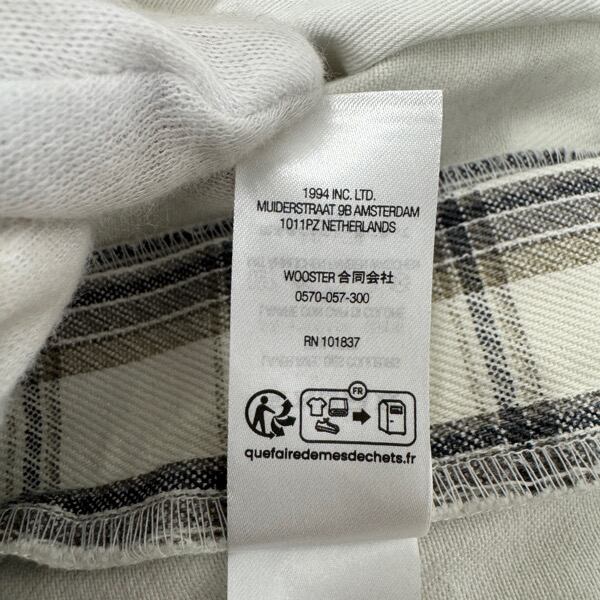 1994 INC. LTD.
MUIDERSTRAAT 9B AMSTERDAM
1011PZ NETHERLANDS
WOOSTER 合同会社
0570-057-300
RN 101837
FR
quefairedemesdechets.fr